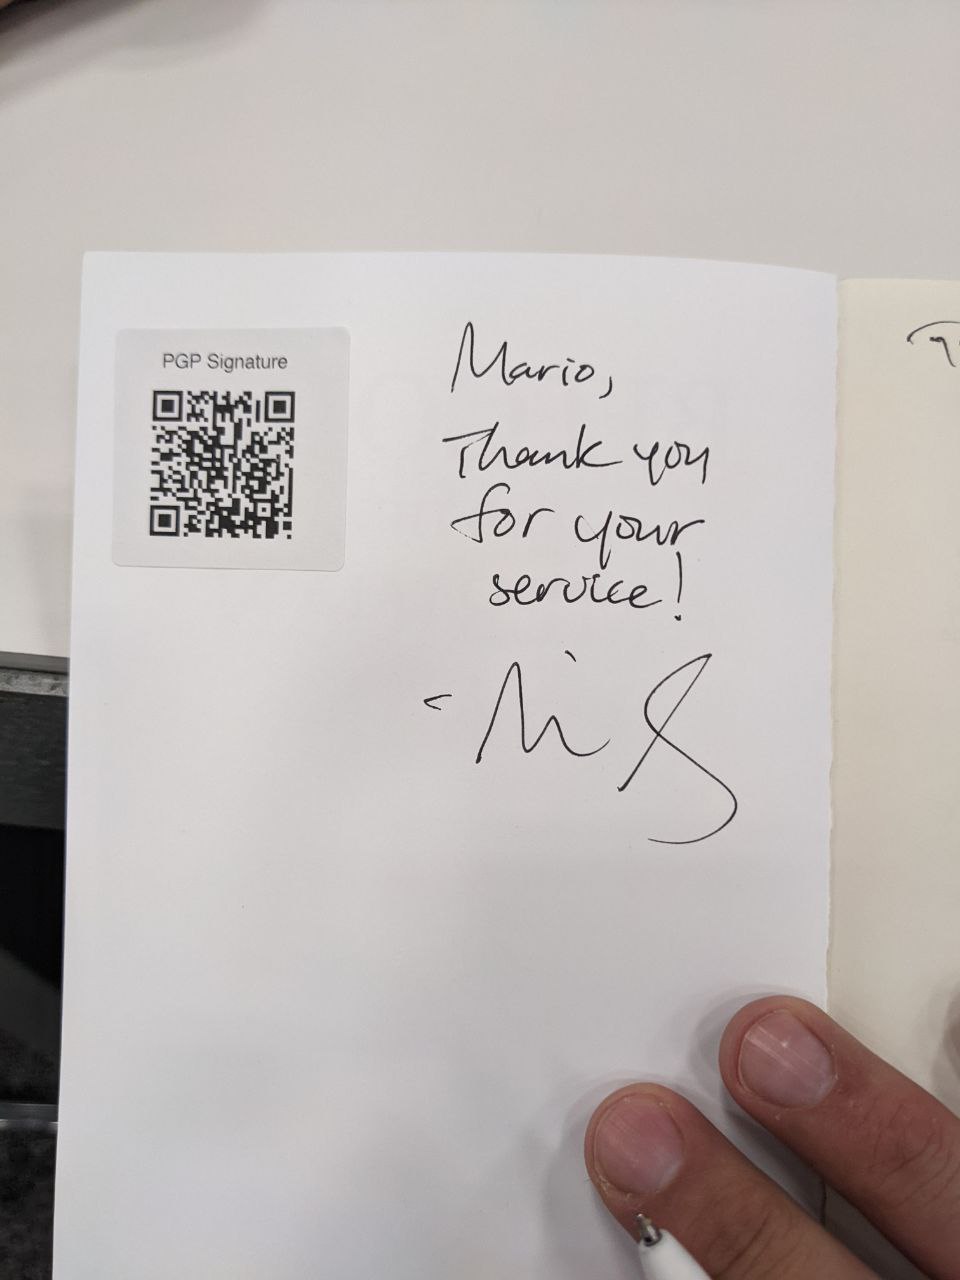 PGP Signature
Mario,
Thank you
for your
service!